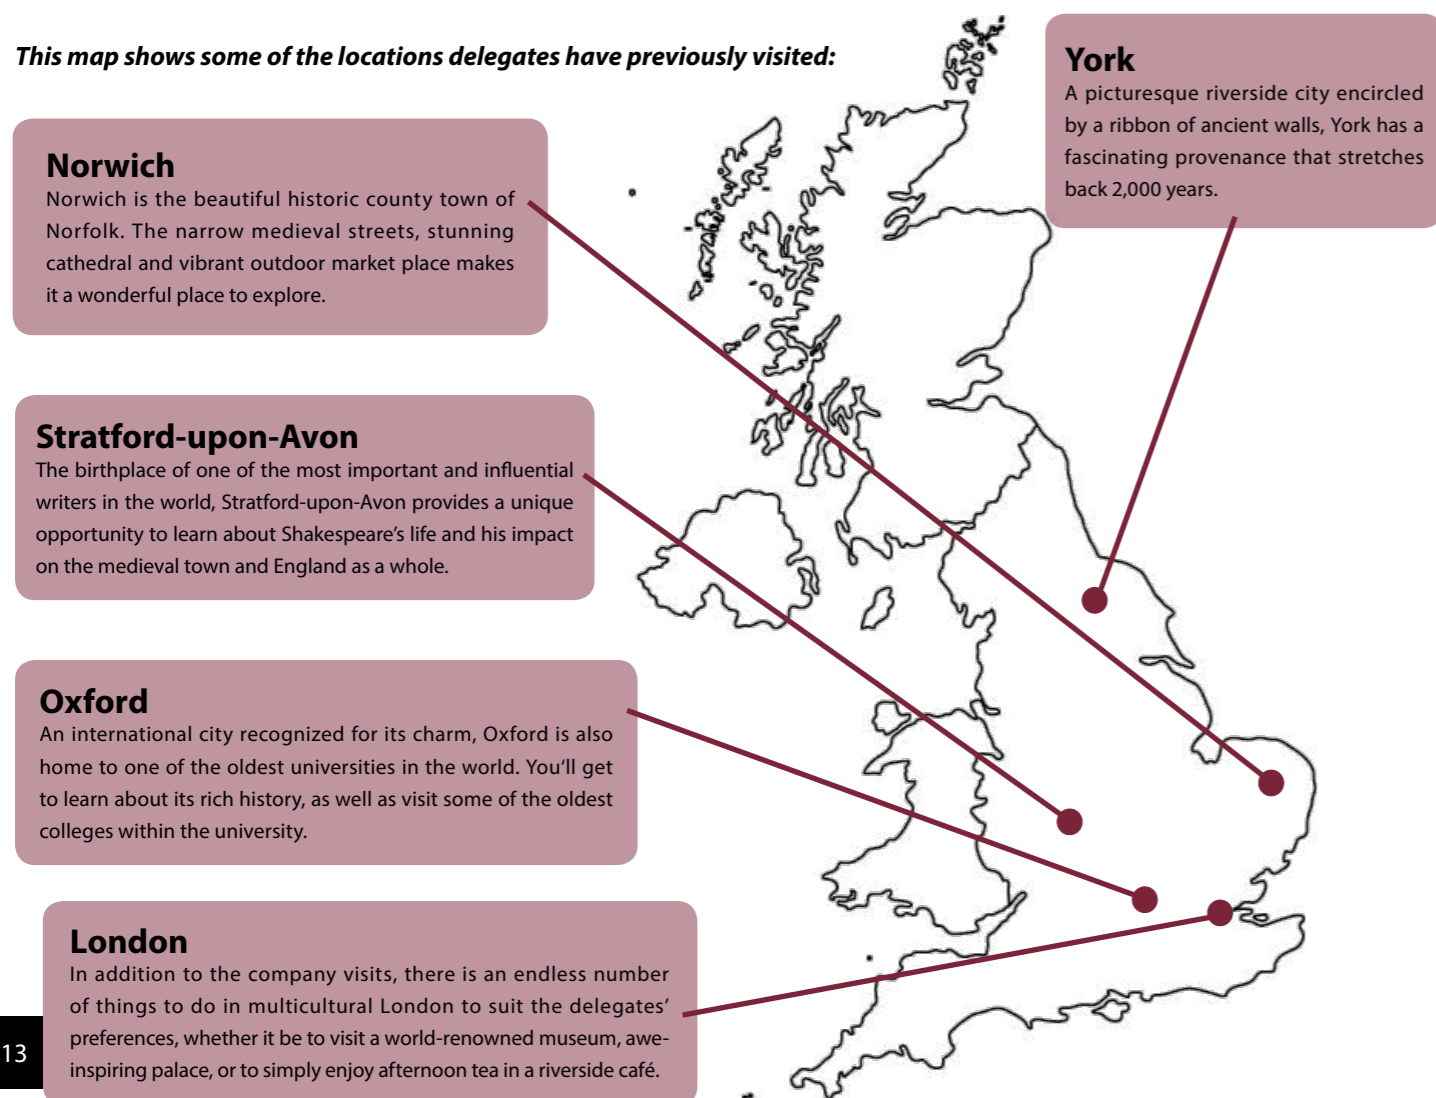 This map shows some of the locations delegates have previously visited:
York
A picturesque riverside city encircled
by a ribbon of ancient walls, York has a
fascinating provenance that stretches
back 2,000 years.
Norwich
Norwich is the beautiful historic county town of
Norfolk. The narrow medieval streets, stunning
cathedral and vibrant outdoor market place makes
it a wonderful place to explore.
Stratford-upon-Avon
The birthplace of one of the most important and influential
writers in the world, Stratford-upon-Avon provides a unique
opportunity to learn about Shakespeare's life and his impact
on the medieval town and England as a whole.
Oxford
An international city recognized for its charm, Oxford is also
home to one of the oldest universities in the world. You'll get
to learn about its rich history, as well as visit some of the oldest
colleges within the university.
London
In addition to the company visits, there is an endless number
of things to do in multicultural London to suit the delegates'
preferences, whether it be to visit a world-renowned museum, awe-
inspiring palace, or to simply enjoy afternoon tea in a riverside café.
13